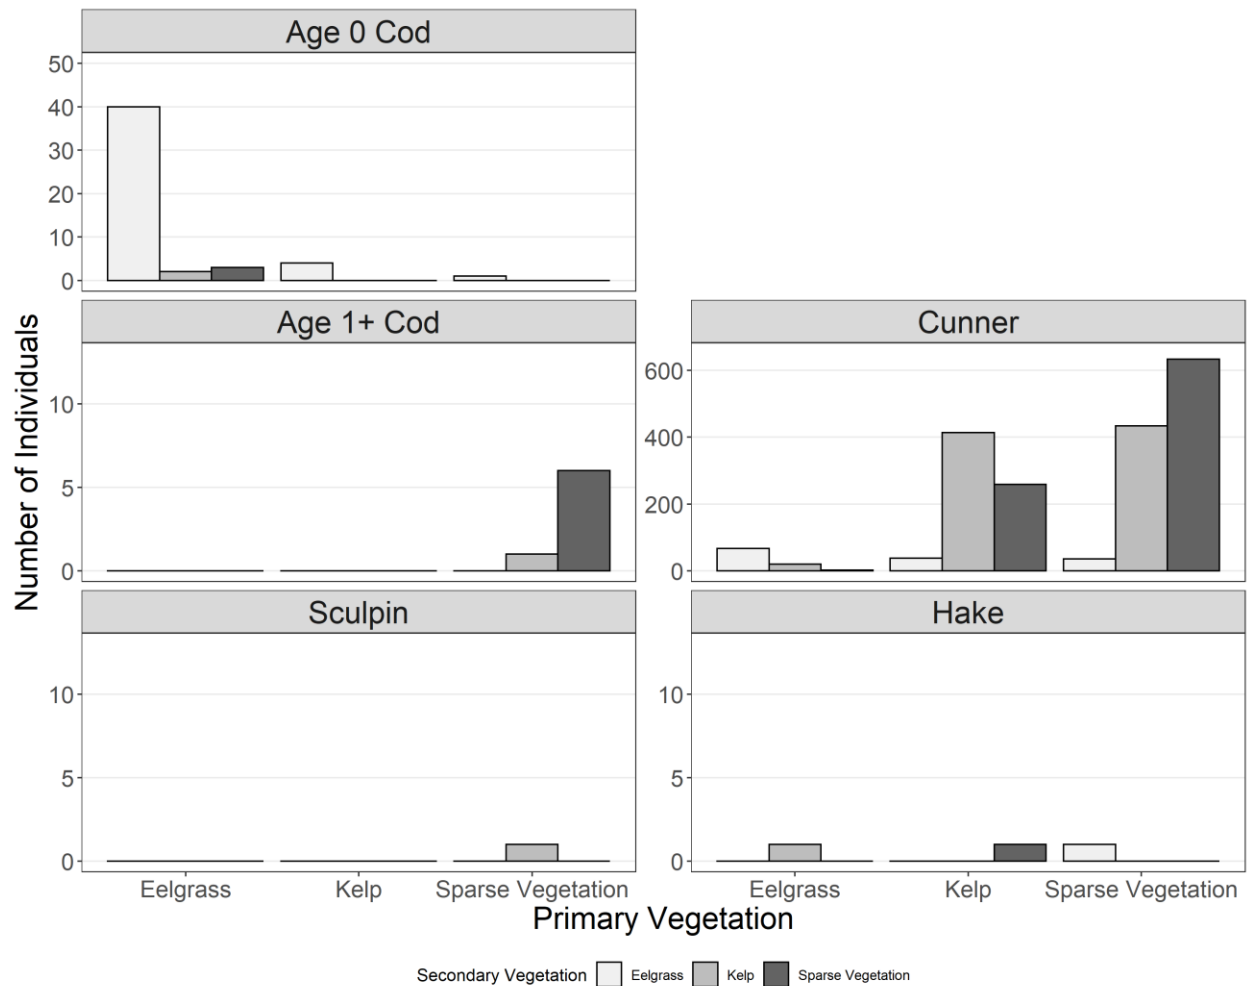 Age 0 Cod
50
40
30
20
10
0
Number of Individuals
Age 1+ Cod
10
5
0
Cunner
600
400
200
0
Sculpin
10
5
0
Hake
10
5
0
Eelgrass Kelp Sparse Vegetation
Eelgrass Kelp Sparse Vegetation
Primary Vegetation
Secondary Vegetation Eelgrass Kelp Sparse Vegetation